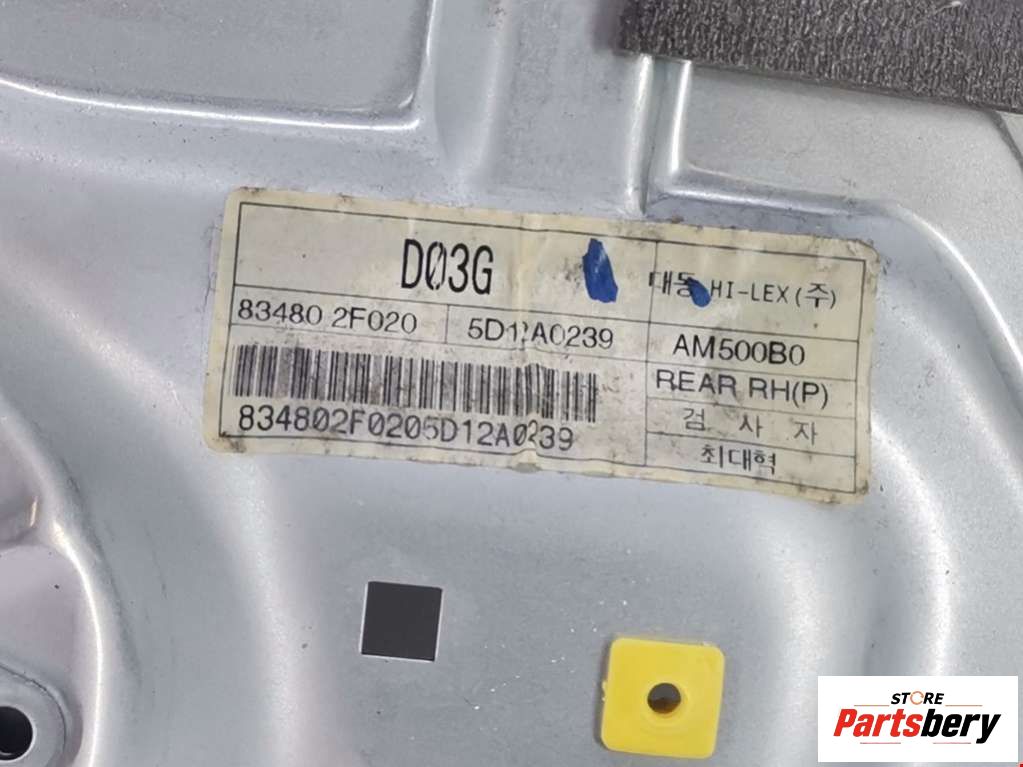 D03G
대동 HI-LEX(주)
83480 2F020 5D12A0239 AM500B0
REAR RH(P)
834802F0205D12A0239
검 사 자
최대혁
STORE
Partsbery